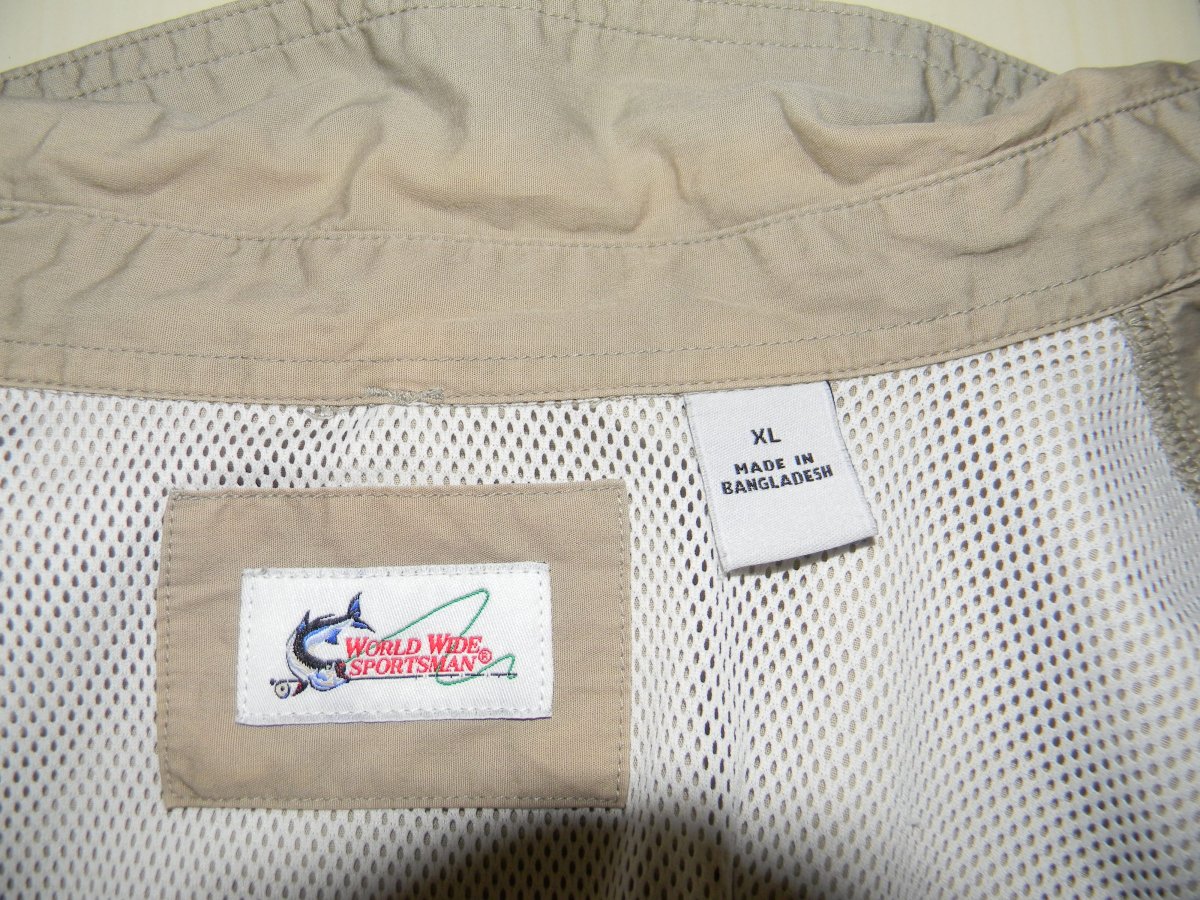 XL
MADE IN
BANGLADESH
WORLD WIDE
SPORTSMAN®